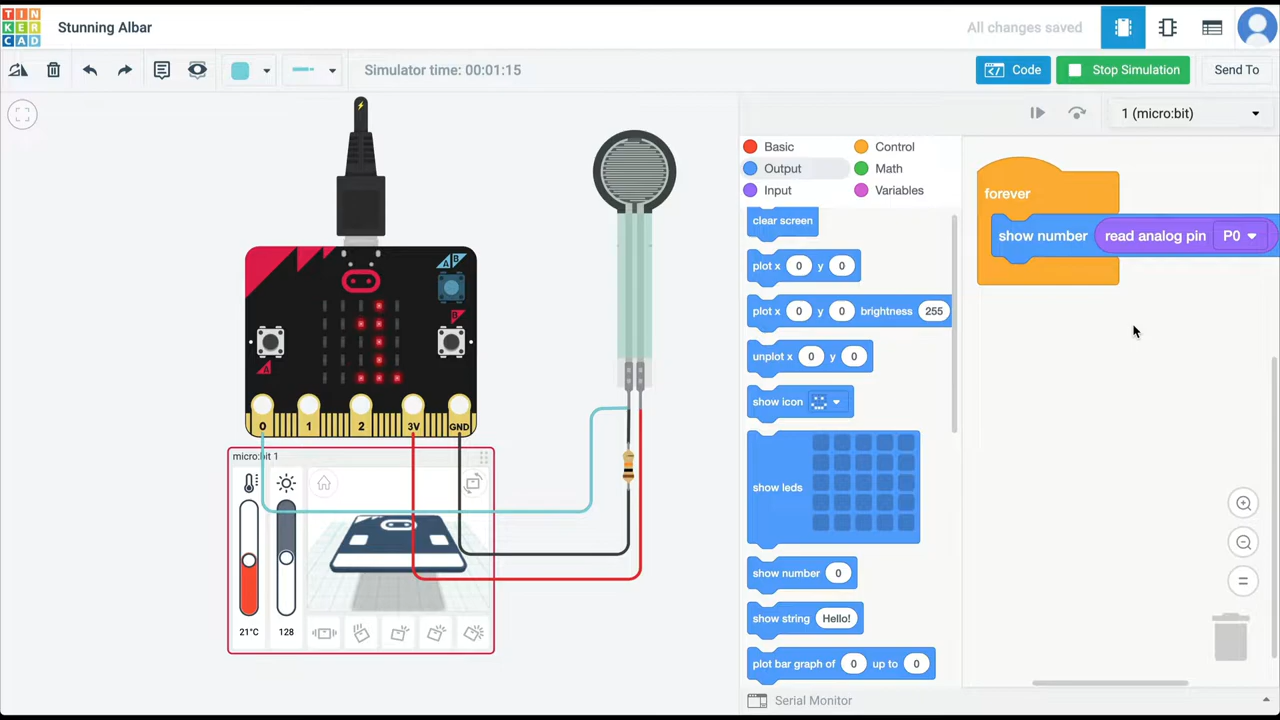 TIN
KER
CAD
Stunning Albar
All changes saved
Simulator time: 00:01:15
Code
Stop Simulation
Send To
1 (micro:bit)
Basic
Control
Output
Math
Input
Variables
clear screen
plot x 0 y 0
plot x 0 y 0 brightness 255
unplot x 0 y 0
show icon
show leds
show number 0
show string Hello!
plot bar graph of 0 up to 0
Serial Monitor
forever
show number read analog pin P0
A B
B
A
0 1 2 3V GND
micro:bit 1
21°C 128